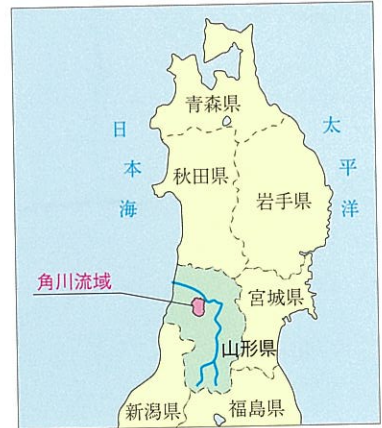 青森県
日本海
太平洋
秋田県
岩手県
角川流域
宮城県
山形県
新潟県
福島県